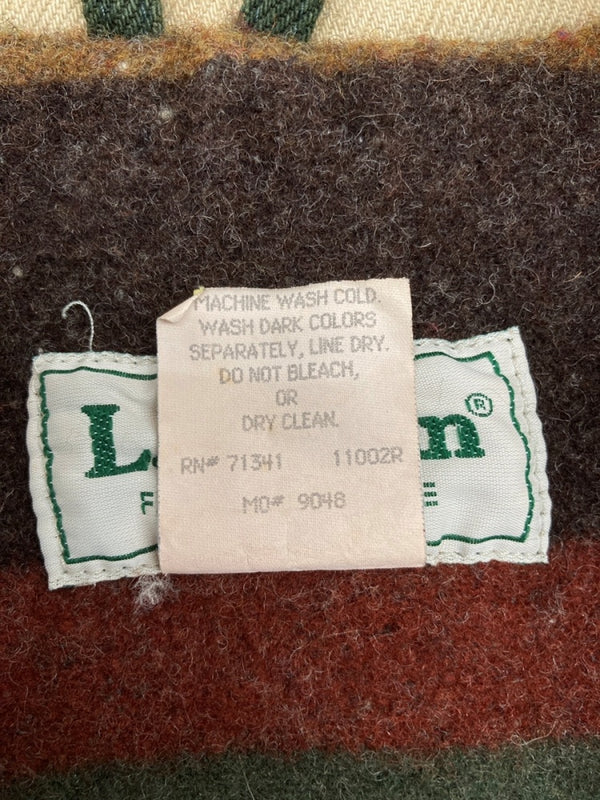 MACHINE WASH COLD.
WASH DARK COLORS
SEPARATELY, LINE DRY.
DO NOT BLEACH,
OR
DRY CLEAN.
RN# 71341 11002R
MO# 9048
L. n®